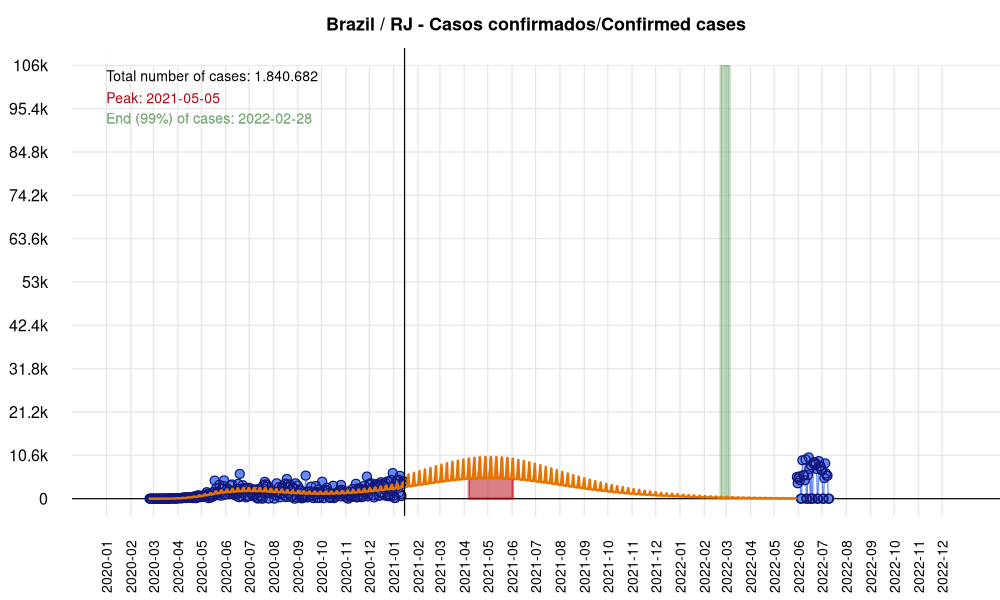 Brazil / RJ - Casos confirmados/Confirmed cases
Total number of cases: 1.840.682
Peak: 2021-05-05
End (99%) of cases: 2022-02-28
106k
95.4k
84.8k
74.2k
63.6k
53k
42.4k
31.8k
21.2k
10.6k
0
2020-01
2020-02
2020-03
2020-04
2020-05
2020-06
2020-07
2020-08
2020-09
2020-10
2020-11
2020-12
2021-01
2021-02
2021-03
2021-04
2021-05
2021-06
2021-07
2021-08
2021-09
2021-10
2021-11
2021-12
2022-01
2022-02
2022-03
2022-04
2022-05
2022-06
2022-07
2022-08
2022-09
2022-10
2022-11
2022-12